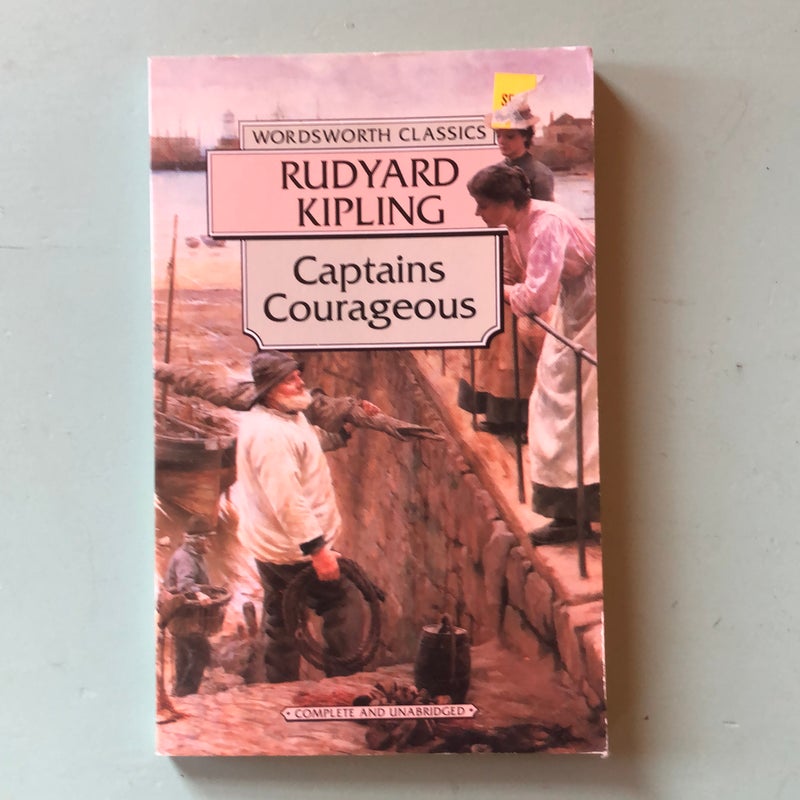 WORDSWORTH CLASSICS
RUDYARD
KIPLING
Captains
Courageous
• COMPLETE AND UNABRIDGED •